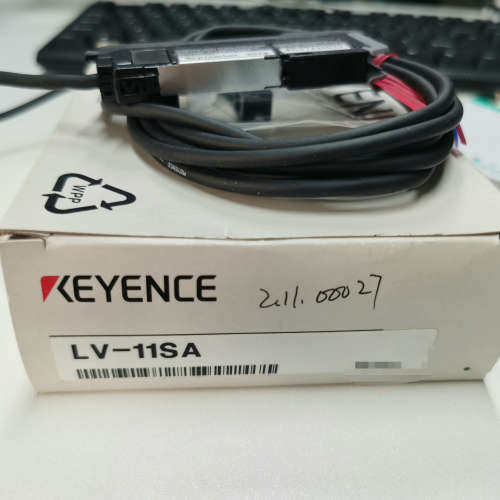 WPP
KEYENCE
2.11.00027
LV-11SA